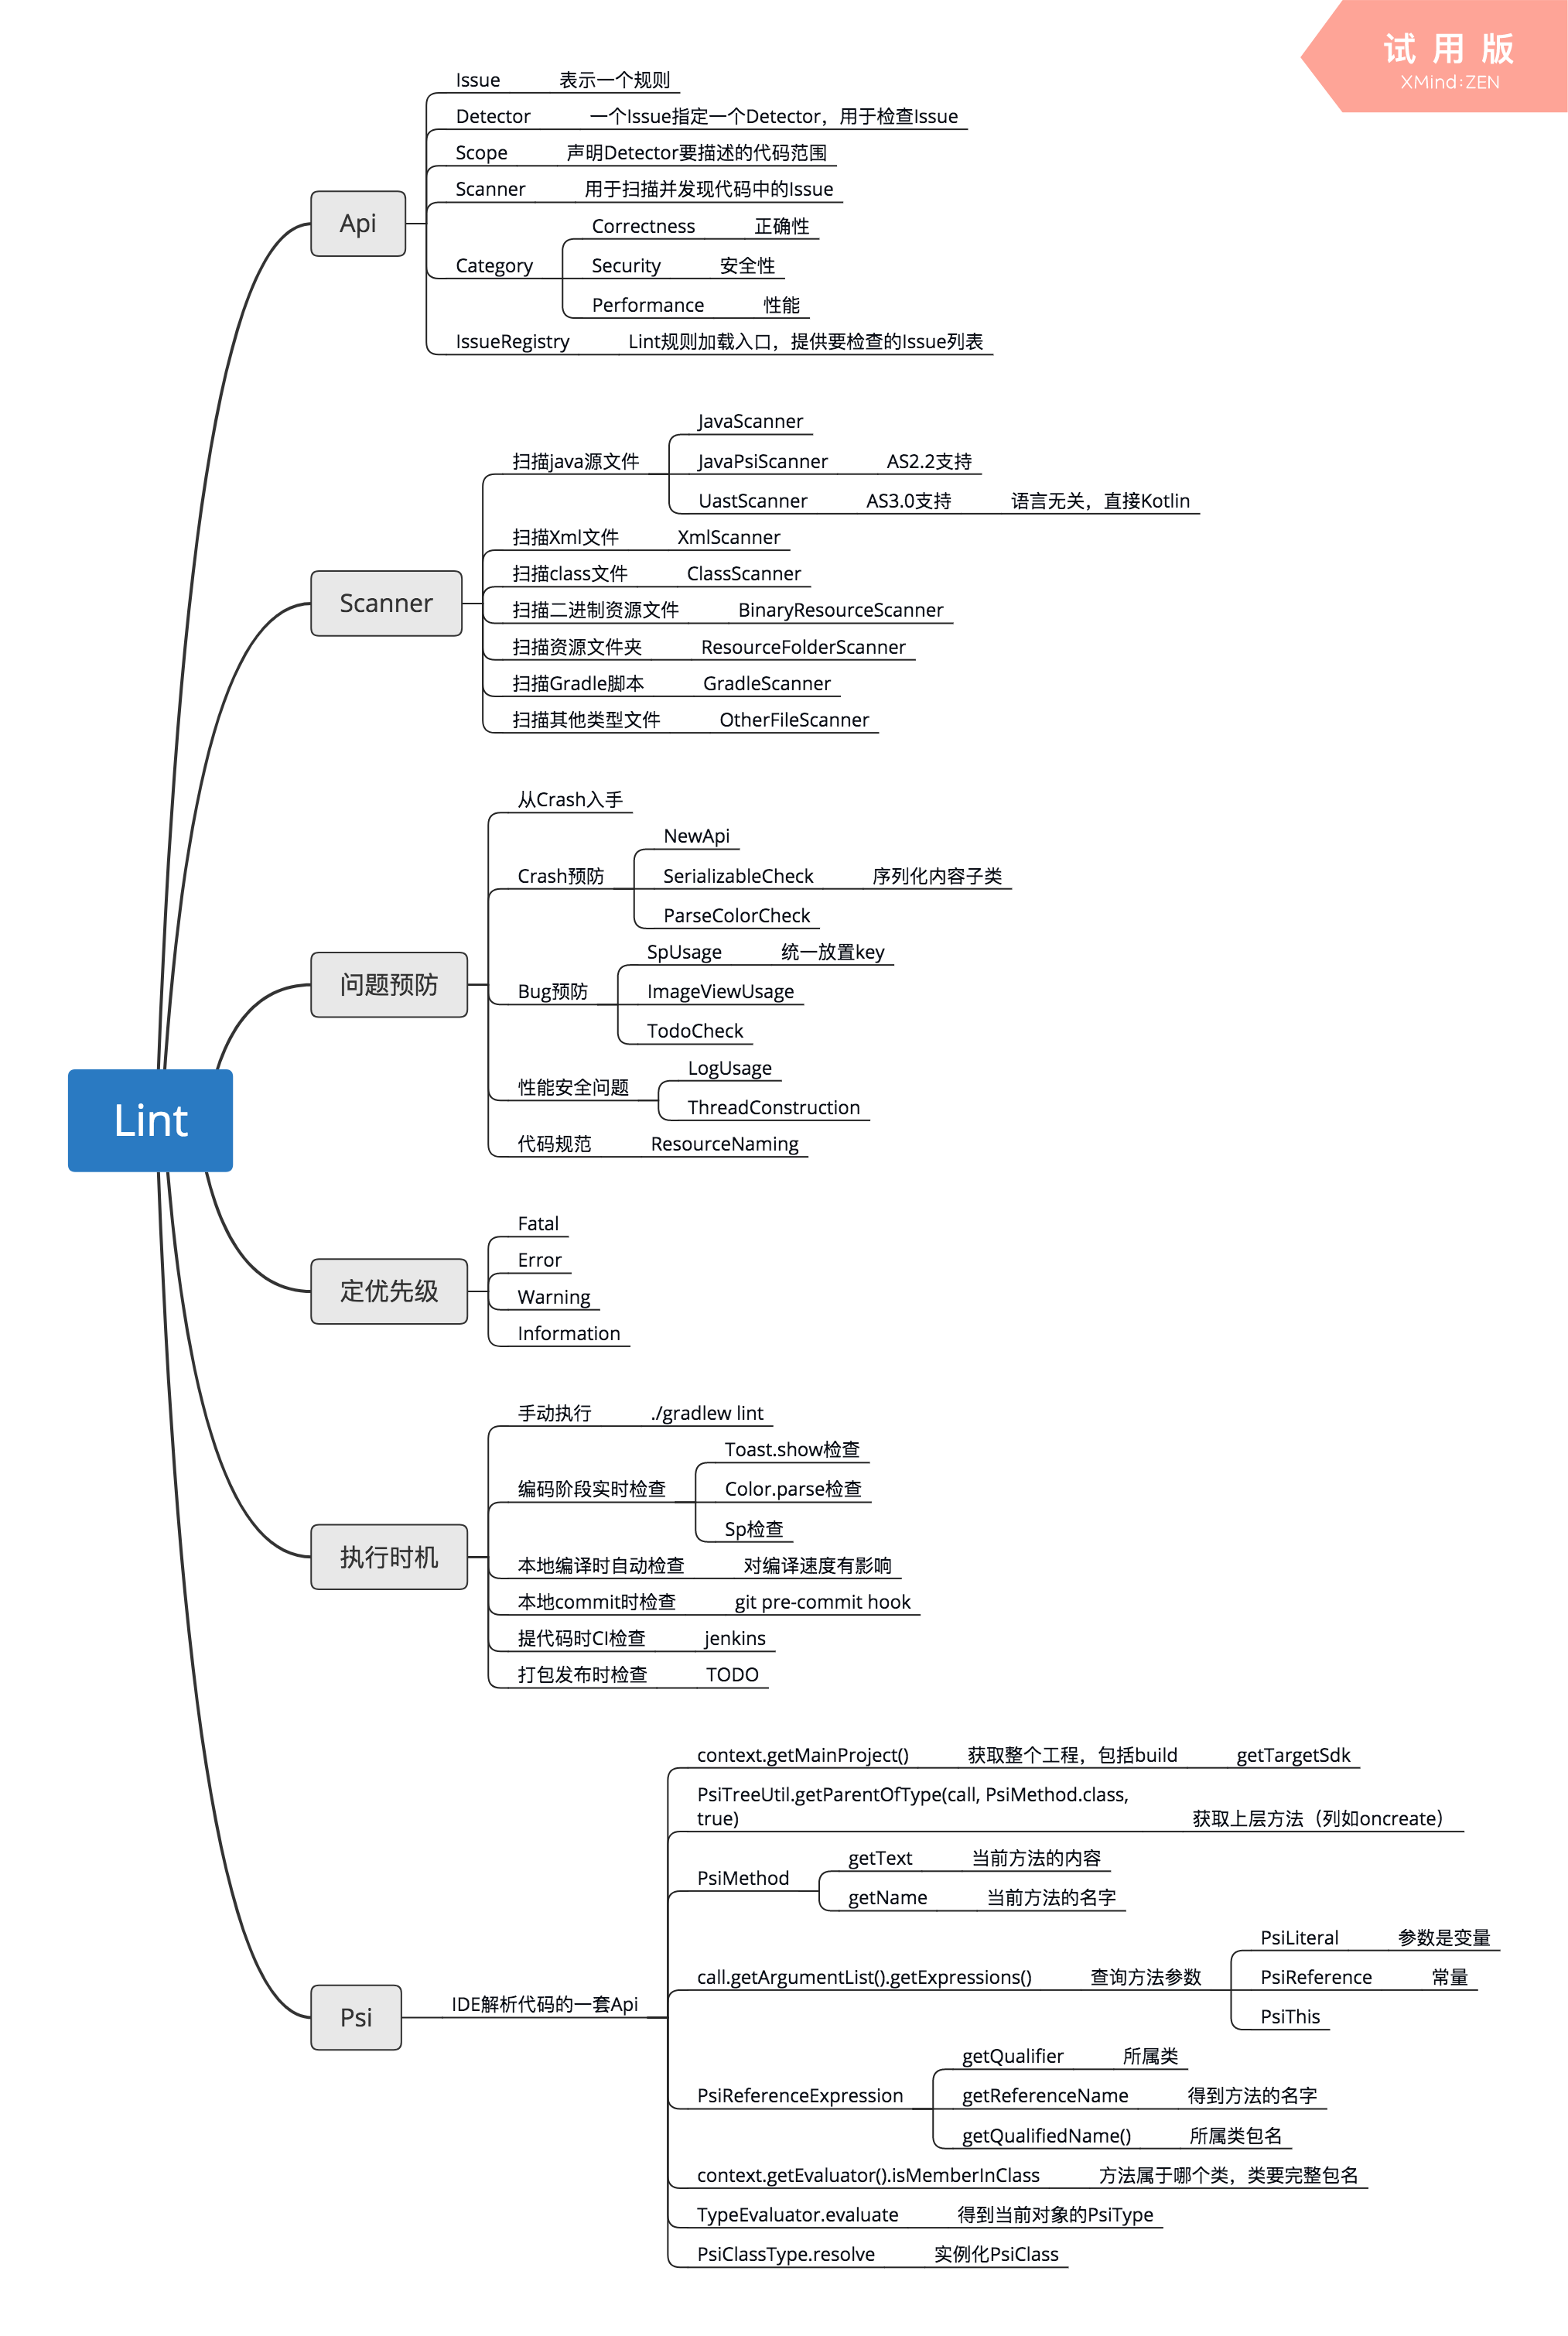 试用版
XMind:ZEN
Issue 表示一个规则
Detector 一个Issue指定一个Detector，用于检查Issue
Scope 声明Detector要描述的代码范围
Scanner 用于扫描并发现代码中的Issue
Api
Correctness 正确性
Category
Security 安全性
Performance 性能
IssueRegistry Lint规则加载入口，提供要检查的Issue列表
JavaScanner
扫描java源文件
JavaPsiScanner AS2.2支持
UastScanner AS3.0支持 语言无关，直接Kotlin
扫描Xml文件 XmlScanner
扫描class文件 ClassScanner
Scanner
扫描二进制资源文件 BinaryResourceScanner
扫描资源文件夹 ResourceFolderScanner
扫描Gradle脚本 GradleScanner
扫描其他类型文件 OtherFileScanner
从Crash入手
NewApi
Crash预防
SerializableCheck 序列化内容子类
ParseColorCheck
SpUsage 统一放置key
问题预防
Bug预防
ImageViewUsage
TodoCheck
LogUsage
性能安全问题
ThreadConstruction
代码规范 ResourceNaming
Lint
Fatal
Error
定优先级
Warning
Information
手动执行 ./gradlew lint
Toast.show检查
编码阶段实时检查
Color.parse检查
Sp检查
执行时机
本地编译时自动检查 对编译速度有影响
本地commit时检查 git pre-commit hook
提代码时CI检查 jenkins
打包发布时检查 TODO
context.getMainProject() 获取整个工程，包括build getTargetSdk
PsiTreeUtil.getParentOfType(call, PsiMethod.class,
true) 获取上层方法（列如oncreate）
getText 当前方法的内容
PsiMethod
getName 当前方法的名字
PsiLiteral 参数是变量
call.getArgumentList().getExpressions() 查询方法参数
PsiReference 常量
PsiThis
Psi
IDE解析代码的一套Api
getQualifier 所属类
PsiReferenceExpression
getReferenceName 得到方法的名字
getQualifiedName() 所属类包名
context.getEvaluator().isMemberInClass 方法属于哪个类，类要完整包名
TypeEvaluator.evaluate 得到当前对象的PsiType
PsiClassType.resolve 实例化PsiClass